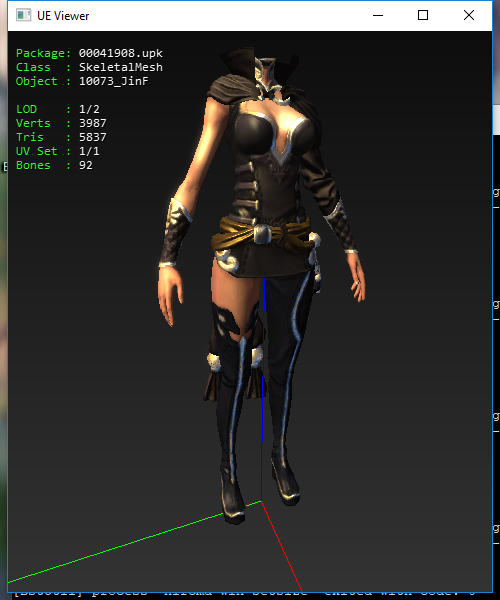 UE Viewer
Package: 00041908.upk
Class : SkeletalMesh
Object : 10073_JinF
LOD : 1/2
Verts : 3987
Tris : 5837
UV Set : 1/1
Bones : 92